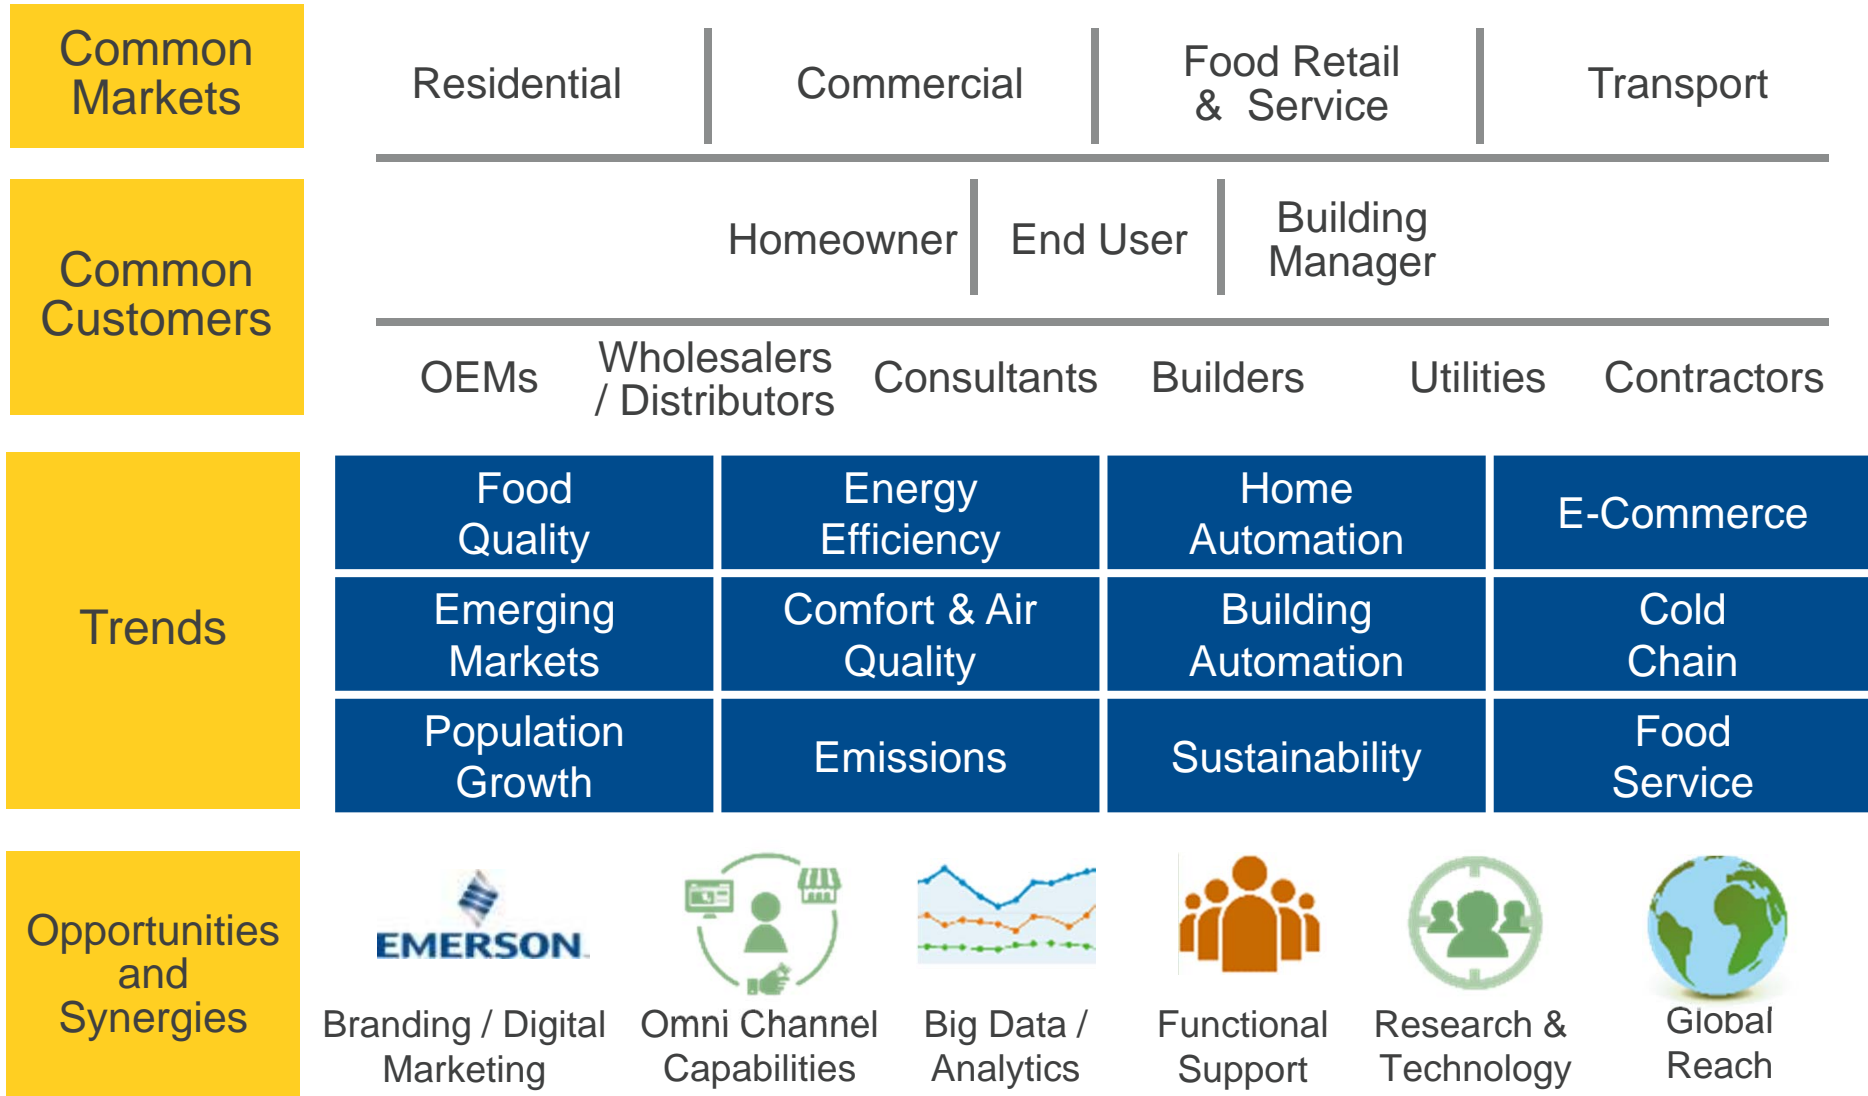 Common
Markets
Residential
Commercial
Food Retail
& Service
Transport
Common
Customers
Homeowner
End User
Building
Manager
OEMs
Wholesalers
/ Distributors
Consultants
Builders
Utilities
Contractors
Trends
Food
Quality
Energy
Efficiency
Home
Automation
E-Commerce
Emerging
Markets
Comfort & Air
Quality
Building
Automation
Cold
Chain
Population
Growth
Emissions
Sustainability
Food
Service
Opportunities
and
Synergies
EMERSON
Branding / Digital
Marketing
Omni Channel
Capabilities
Big Data /
Analytics
Functional
Support
Research &
Technology
Global
Reach